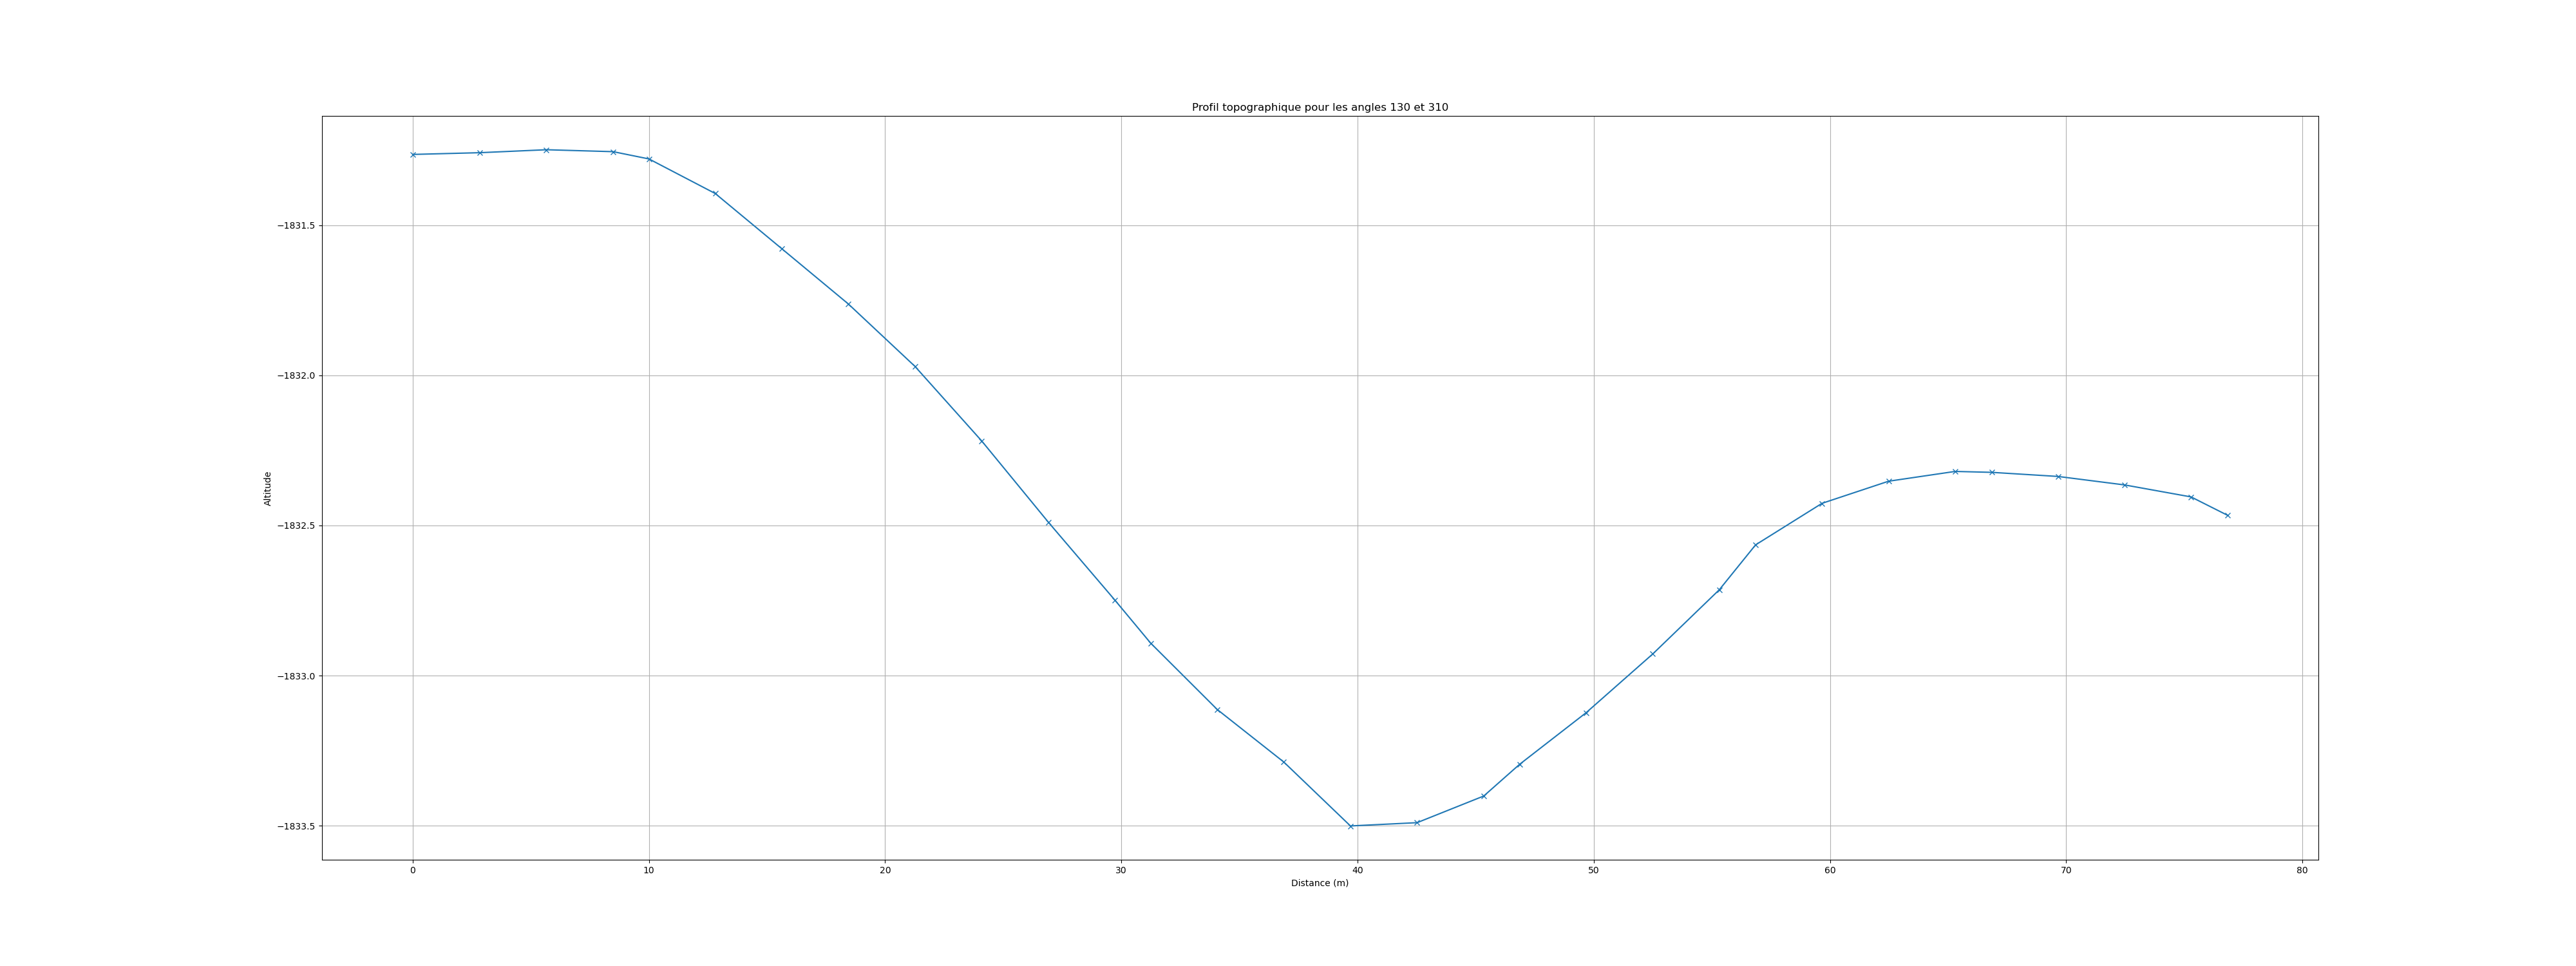 Profil topographique pour les angles 130 et 310
−1831.5
−1832.0
−1832.5
−1833.0
−1833.5
Altitude
0 10 20 30 40 50 60 70 80
Distance (m)